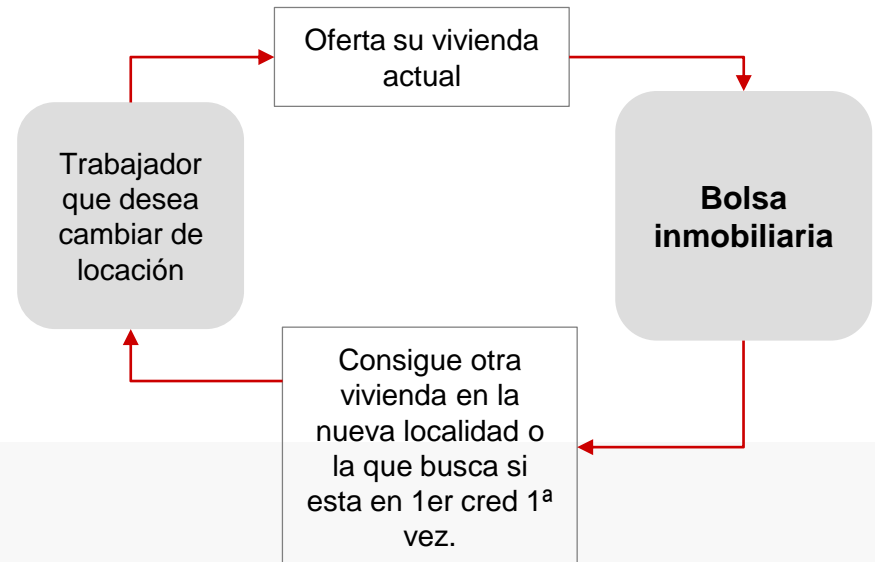 Oferta su vivienda
actual
Trabajador
que desea
cambiar de
locación
Bolsa
inmobiliaria
Consigue otra
vivienda en la
nueva localidad o
la que busca si
esta en 1er cred 1ª
vez.